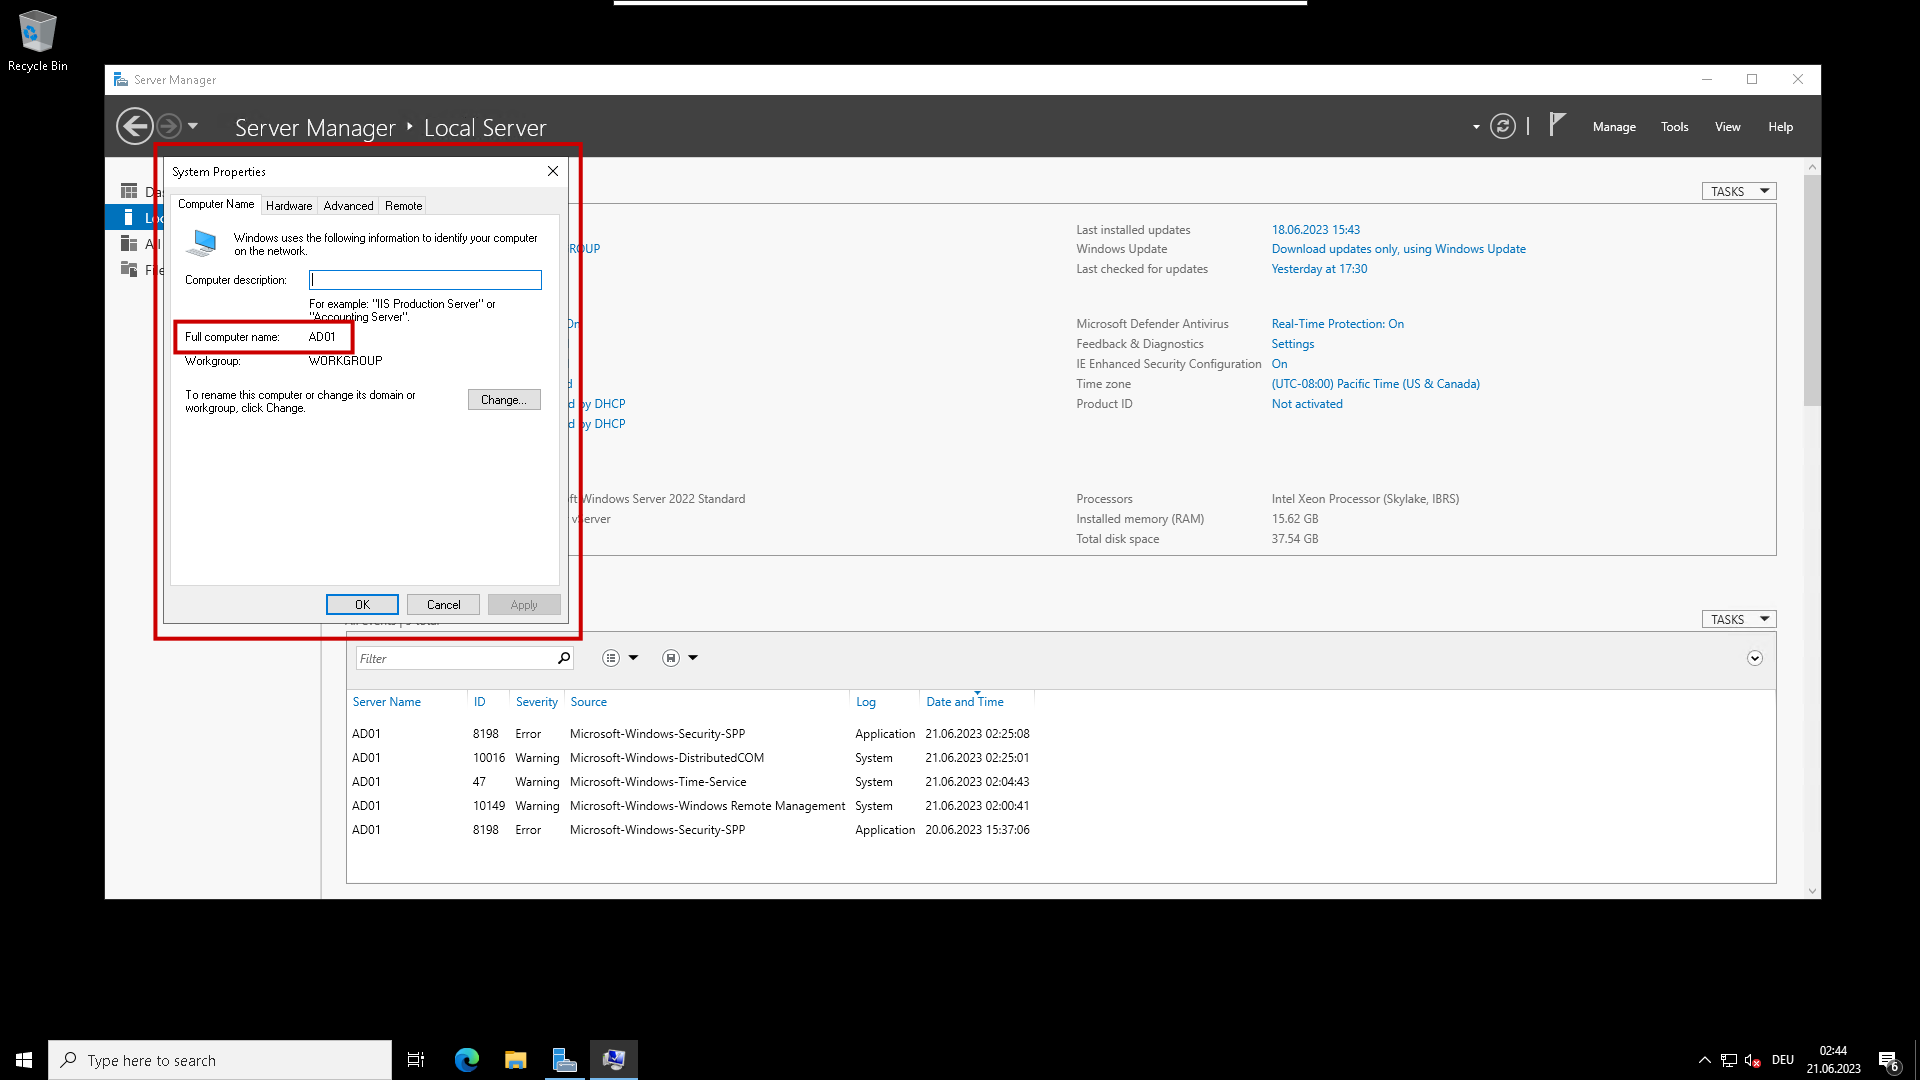 Recycle Bin
Server Manager
Server Manager ‣ Local Server
Manage Tools View Help
System Properties
Computer Name Hardware Advanced Remote
Windows uses the following information to identify your computer
on the network.
Computer description:
For example: "IIS Production Server" or
"Accounting Server".
Full computer name: AD01
Workgroup: WORKGROUP
To rename this computer or change its domain or
workgroup, click Change.
Change...
OK Cancel Apply
TASKS
Last installed updates 18.06.2023 15:43
Windows Update Download updates only, using Windows Update
Last checked for updates Yesterday at 17:30
Microsoft Defender Antivirus Real-Time Protection: On
Feedback & Diagnostics Settings
IE Enhanced Security Configuration On
Time zone (UTC-08:00) Pacific Time (US & Canada)
by DHCP Product ID Not activated
by DHCP
Windows Server 2022 Standard Processors Intel Xeon Processor (Skylake, IBRS)
vServer Installed memory (RAM) 15.62 GB
Total disk space 37.54 GB
TASKS
Filter
Server Name ID Severity Source Log Date and Time
AD01 8198 Error Microsoft-Windows-Security-SPP Application 21.06.2023 02:25:08
AD01 10016 Warning Microsoft-Windows-DistributedCOM System 21.06.2023 02:25:01
AD01 47 Warning Microsoft-Windows-Time-Service System 21.06.2023 02:04:43
AD01 10149 Warning Microsoft-Windows-Windows Remote Management System 21.06.2023 02:00:41
AD01 8198 Error Microsoft-Windows-Security-SPP Application 20.06.2023 15:37:06
Type here to search
DEU
02:44
21.06.2023
6